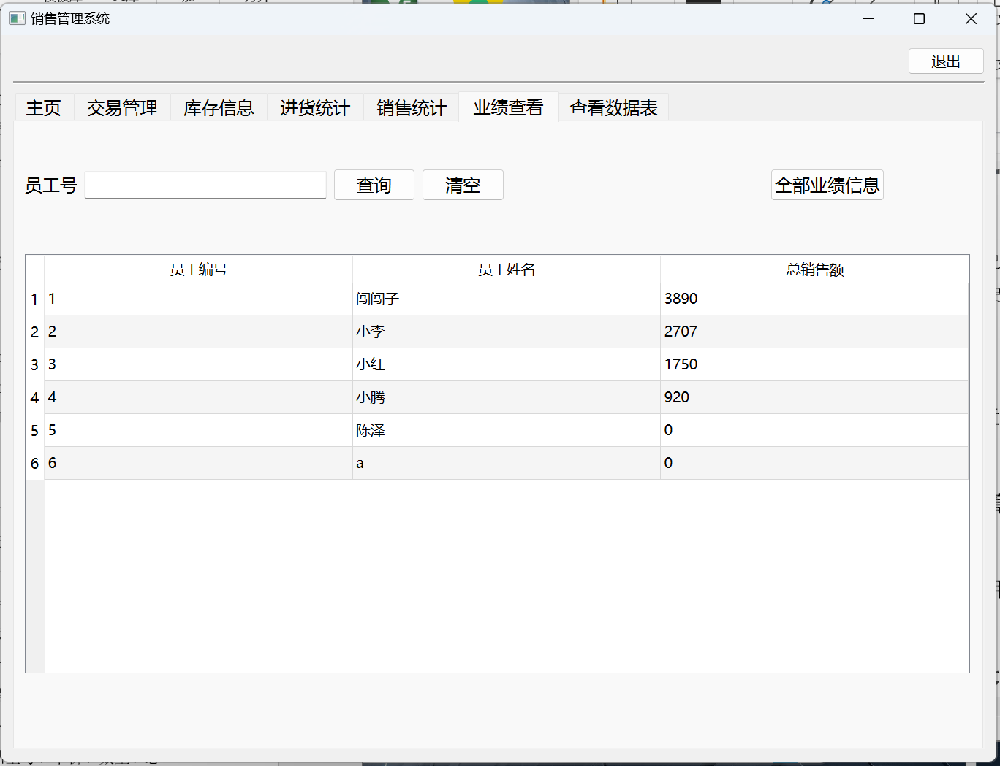 销售管理系统
退出
主页 交易管理 库存信息 进货统计 销售统计 业绩查看 查看数据表
员工号 查询 清空 全部业绩信息
员工编号 员工姓名 总销售额
1 1 闯闯子 3890
2 2 小李 2707
3 3 小红 1750
4 4 小腾 920
5 5 陈泽 0
6 6 a 0